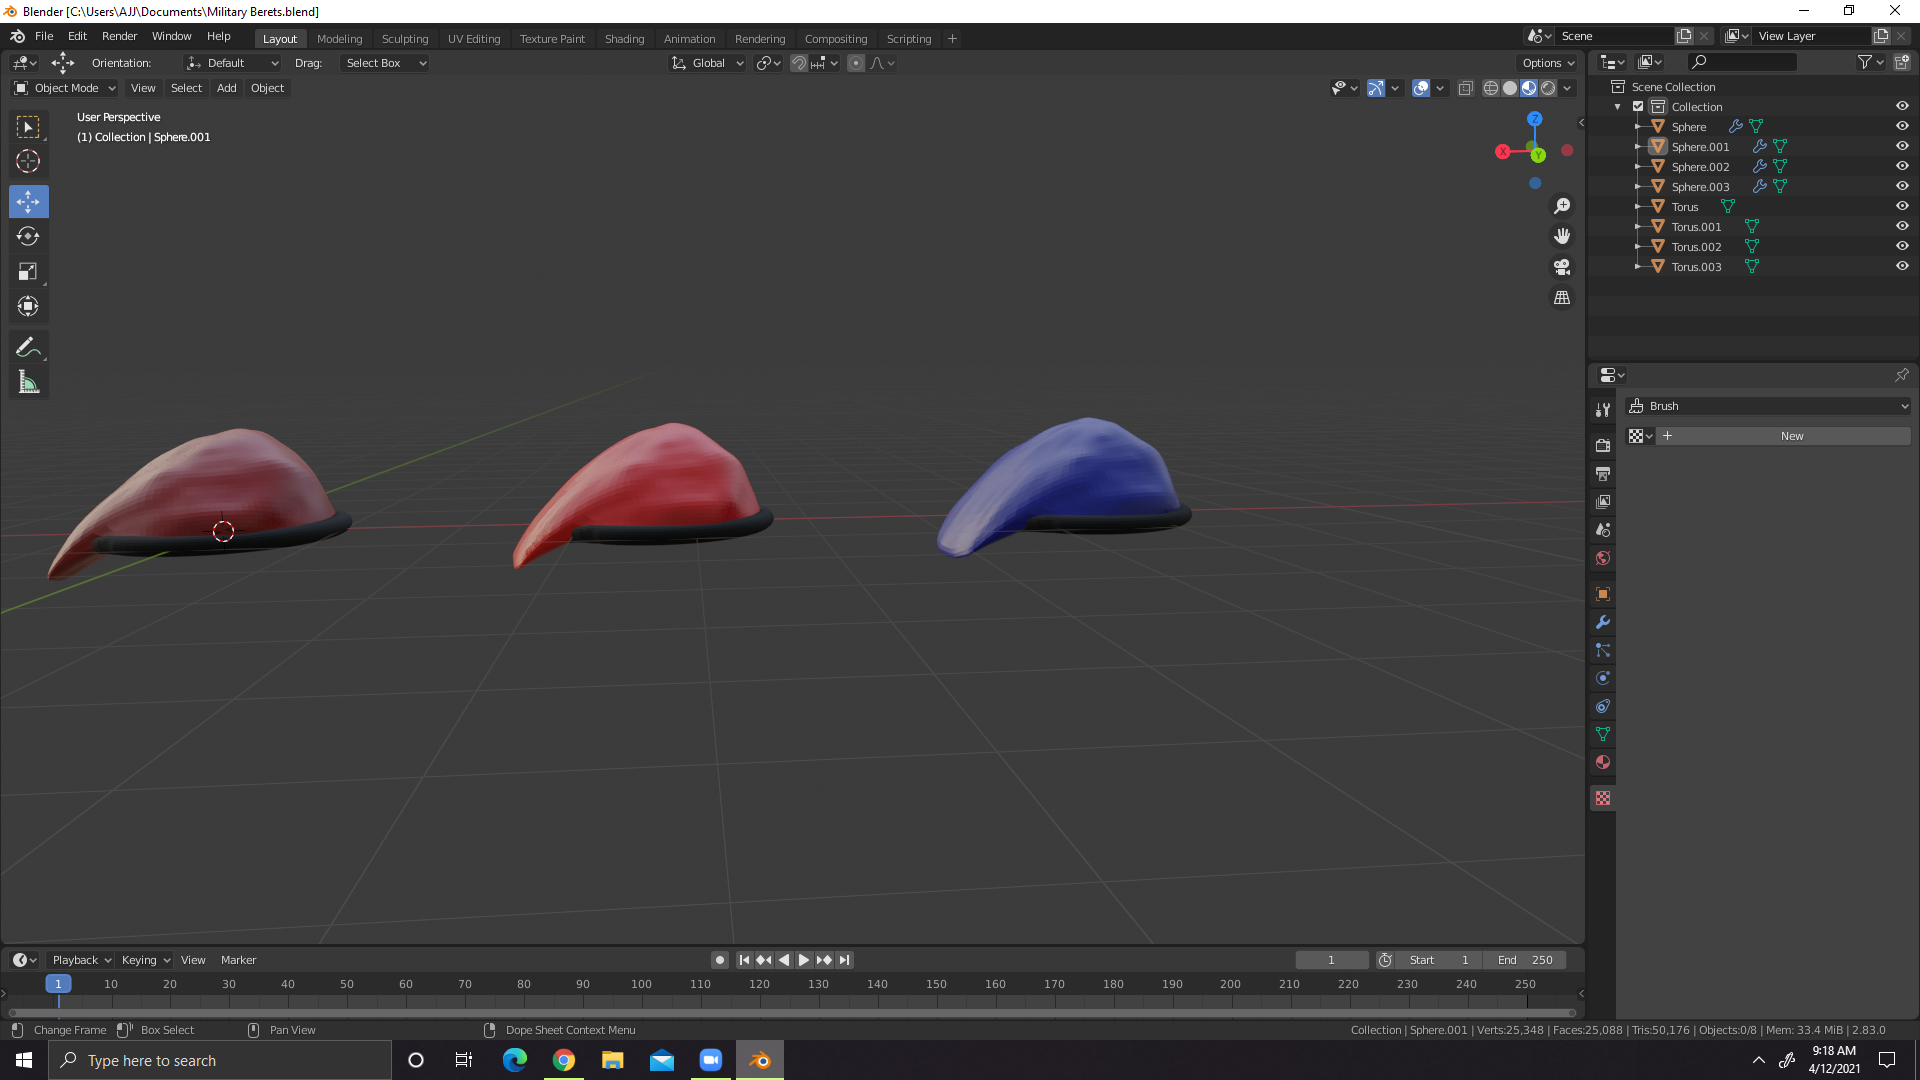 Blender [C:\Users\AJJ\Documents\Military Berets.blend]
File Edit Render Window Help Layout Modeling Sculpting UV Editing Texture Paint Shading Animation Rendering Compositing Scripting + Scene View Layer
Orientation: Default Drag: Select Box Global Options
Object Mode View Select Add Object
User Perspective
(1) Collection | Sphere.001
Z
X
Y
Scene Collection
Collection
Sphere
Sphere.001
Sphere.002
Sphere.003
Torus
Torus.001
Torus.002
Torus.003
Brush
+ New
Playback Keying View Marker 1 Start 1 End 250
1 10 20 30 40 50 60 70 80 90 100 110 120 130 140 150 160 170 180 190 200 210 220 230 240 250
Change Frame Box Select Pan View Dope Sheet Context Menu Collection | Sphere.001 | Verts:25,348 | Faces:25,088 | Tris:50,176 | Objects:0/8 | Mem: 33.4 MiB | 2.83.0
Type here to search
9:18 AM
4/12/2021